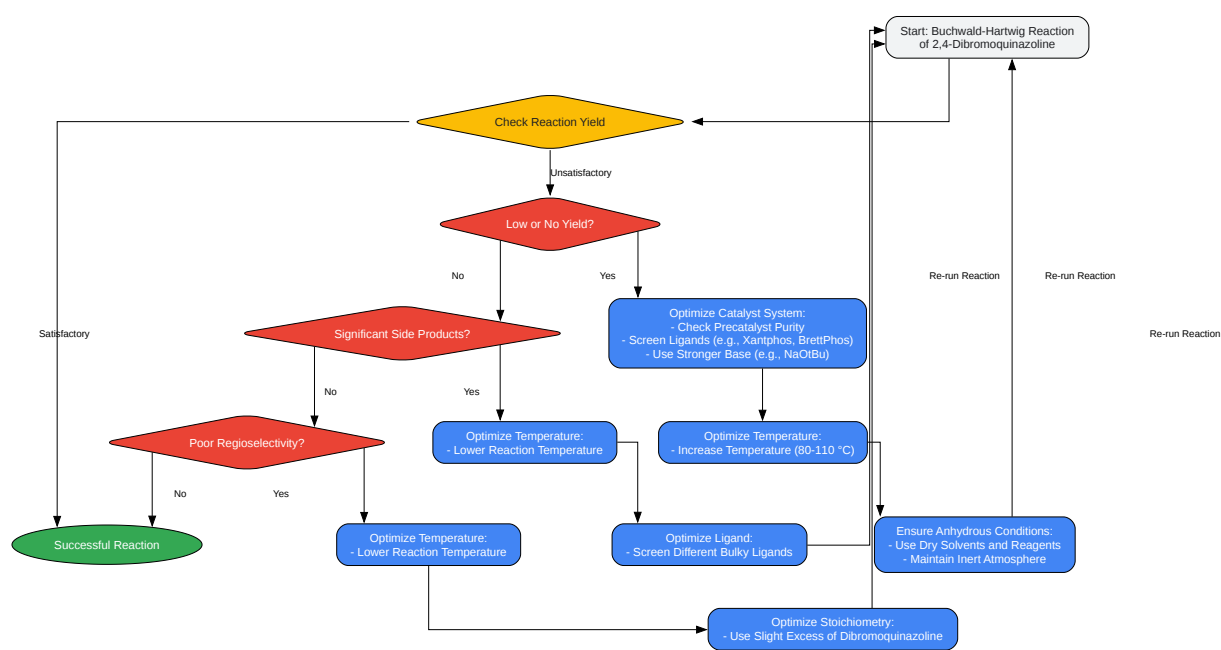 Start: Buchwald-Hartwig Reaction
of 2,4-Dibromoquinazoline
Check Reaction Yield
Unsatisfactory
Low or No Yield?
No
Yes
Re-run Reaction
Re-run Reaction
Satisfactory
Significant Side Products?
Optimize Catalyst System:
- Check Precatalyst Purity
- Screen Ligands (e.g., Xantphos, BrettPhos)
- Use Stronger Base (e.g., NaOtBu)
Re-run Reaction
No
Yes
Poor Regioselectivity?
Optimize Temperature:
- Lower Reaction Temperature
Optimize Temperature:
- Increase Temperature (80-110 °C)
No
Yes
Successful Reaction
Optimize Temperature:
- Lower Reaction Temperature
Optimize Ligand:
- Screen Different Bulky Ligands
Ensure Anhydrous Conditions:
- Use Dry Solvents and Reagents
- Maintain Inert Atmosphere
Optimize Stoichiometry:
- Use Slight Excess of Dibromoquinazoline